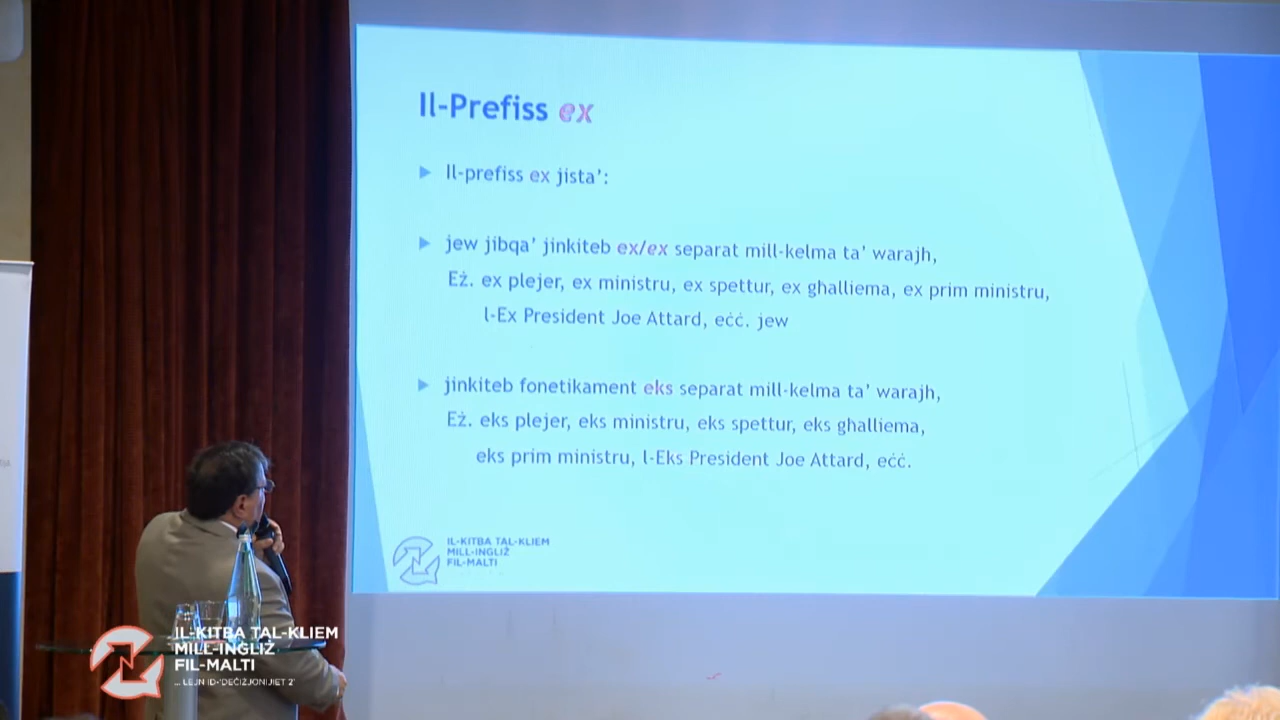 Il-Prefiss ex
Il-prefiss ex jista':
jew jibqa' jinkiteb ex/ex separat mill-kelma ta' warajh,
Eż. ex plejer, ex ministru, ex spettur, ex għalliema, ex prim ministru,
l-Ex President Joe Attard, eċċ. jew
jinkiteb fonetikament eks separat mill-kelma ta' warajh,
Eż. eks plejer, eks ministru, eks spettur, eks għalliema,
eks prim ministru, l-Eks President Joe Attard, eċċ.
IL-KITBA TAL-KLIEM
MILL-INGLIŻ
FIL-MALTI
IL-KITBA TAL-KLIEM
MILL-INGLIŻ
FIL-MALTI
... LEJN ID-'DEĊIŻJONIJIET 2'